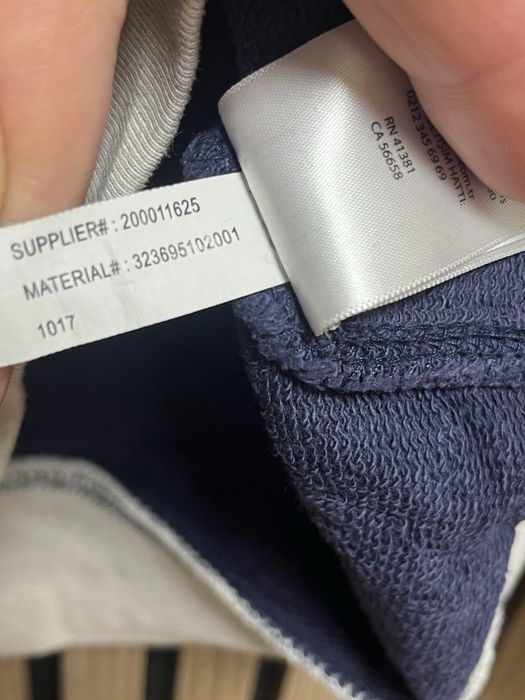 SUPPLIER# : 200011625
MATERIAL# : 323695102001
1017
RN 41381
CA 56658
0212 345 69 69